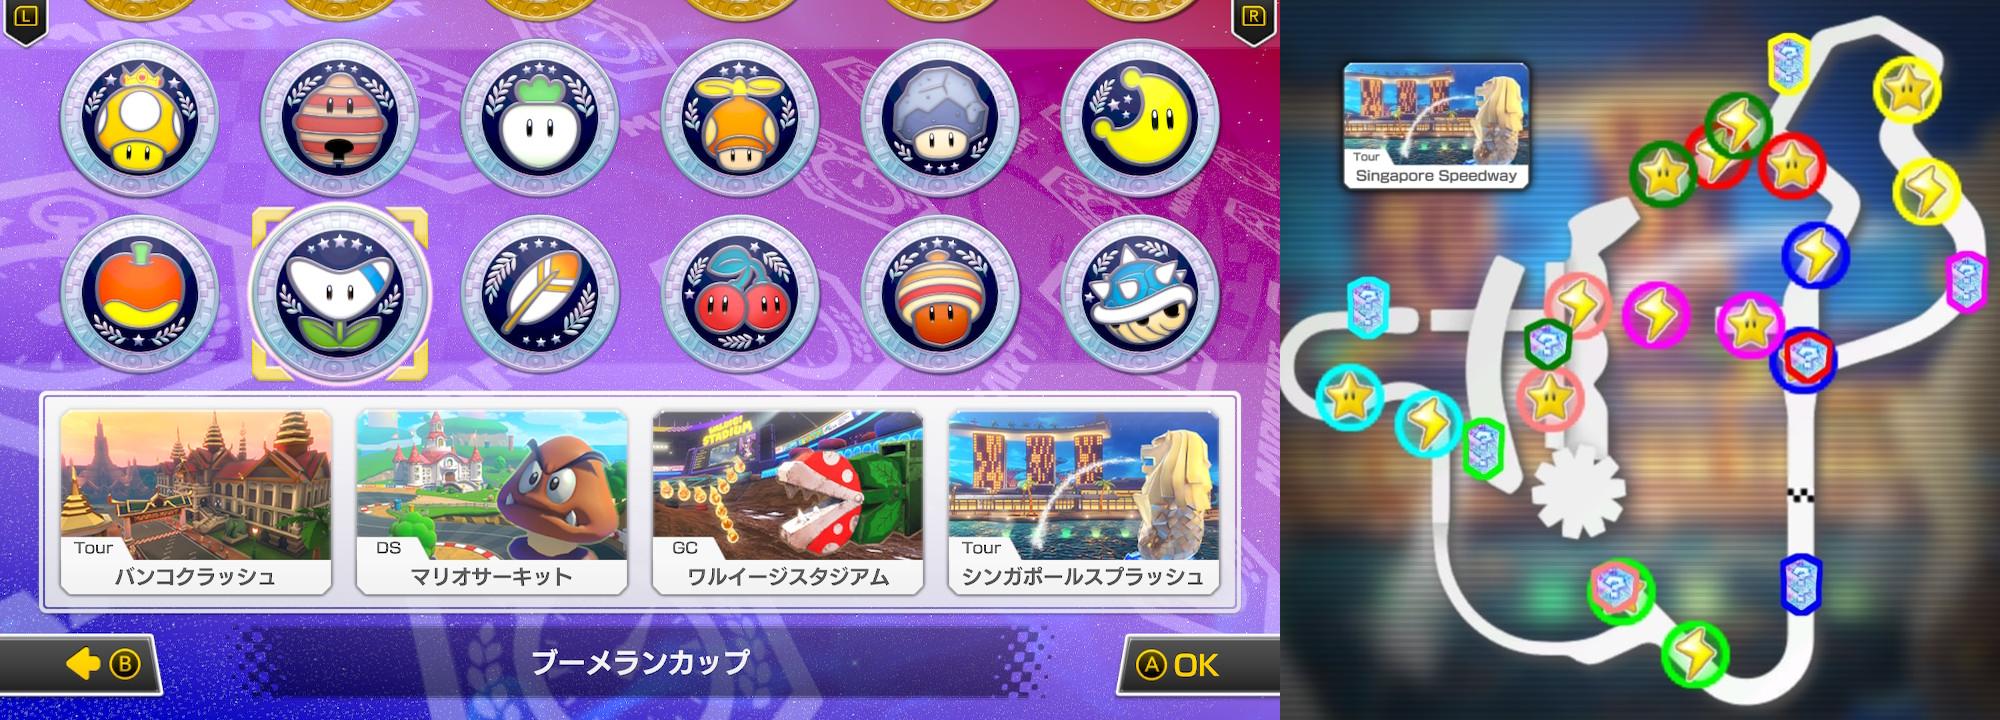 L
R
Tour
バンコクラッシュ
DS
マリオサーキット
WALUIGI
STADIUM
GC
ワルイージスタジアム
Tour
シンガポールスプラッシュ
B
ブーメランカップ
A OK
Tour
Singapore Speedway